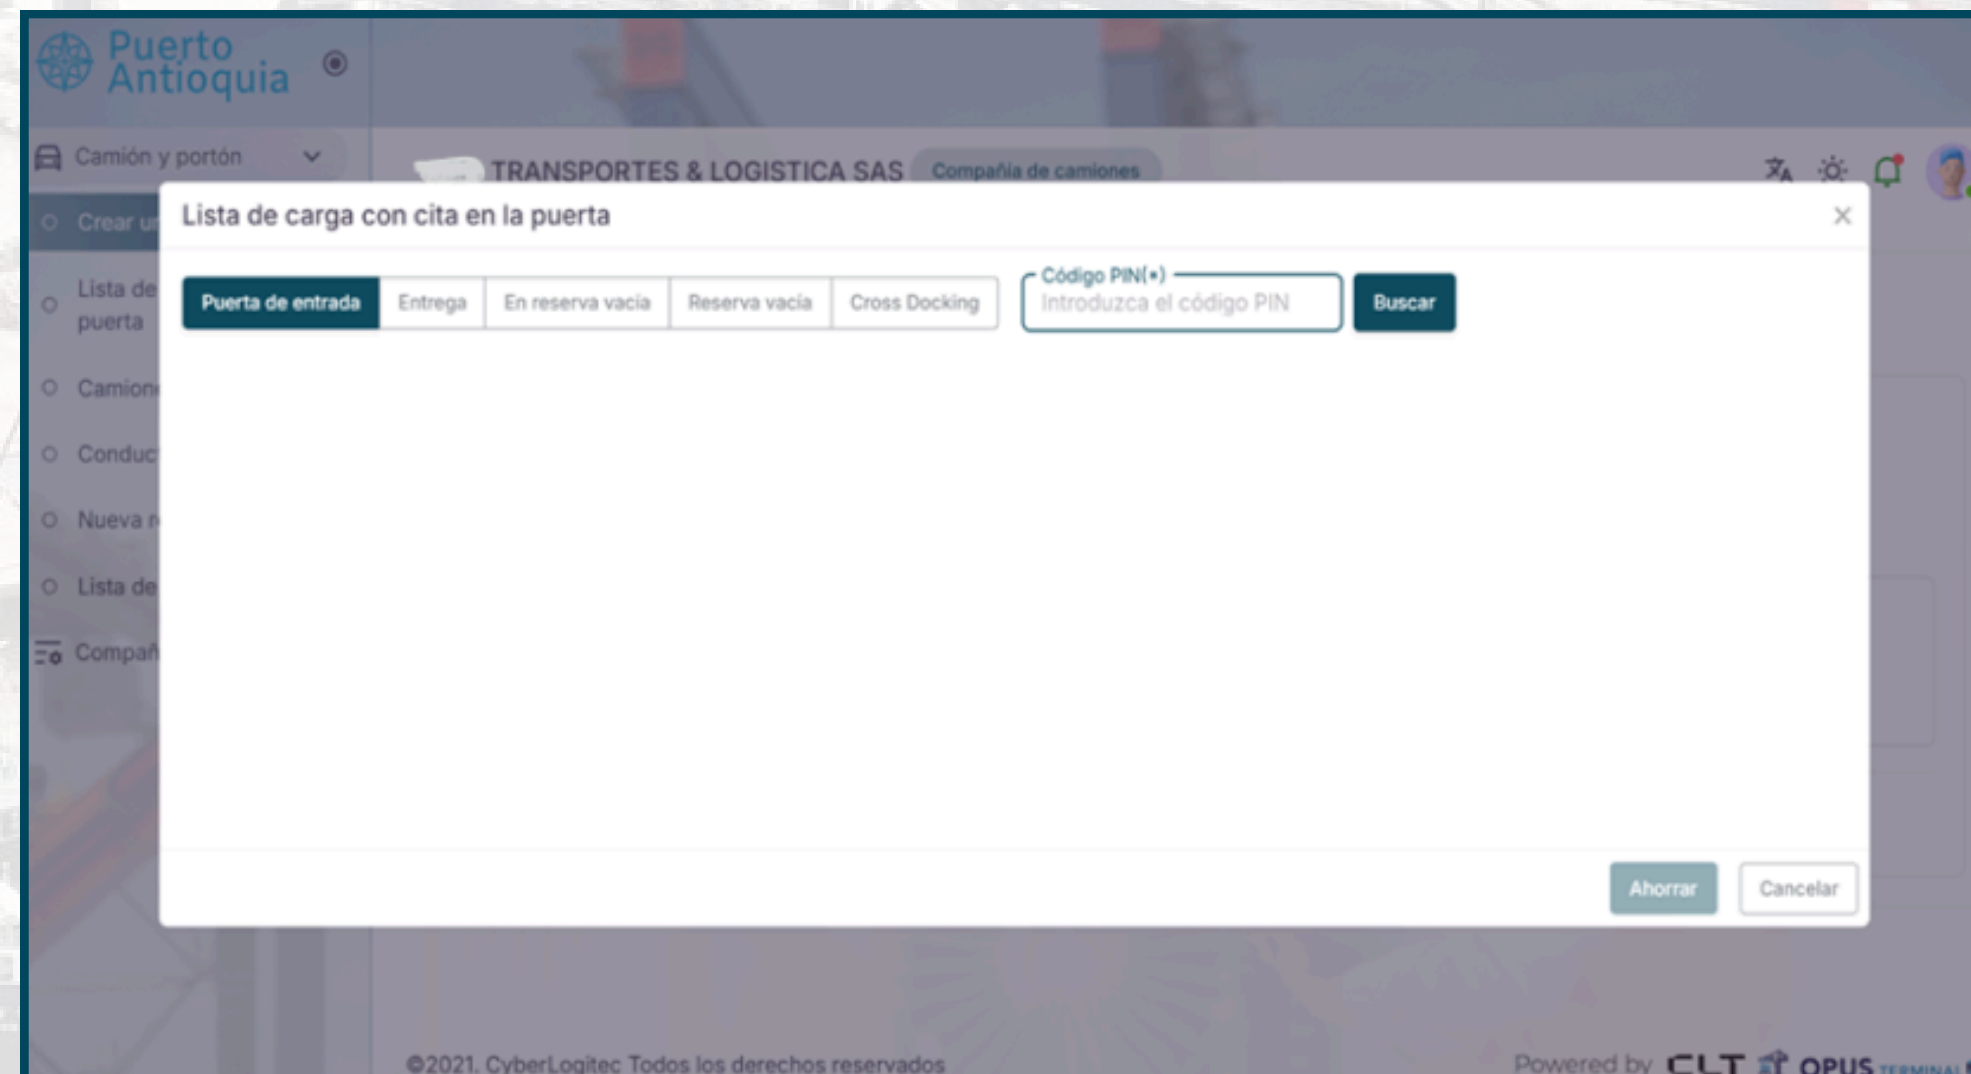 Puerto
Antioquia
Camión y portón
TRANSPORTES & LOGISTICA SAS Compañía de camiones
Crear un
Lista de carga con cita en la puerta
Lista de
puerta
Puerta de entrada Entrega En reserva vacía Reserva vacía Cross Docking
Código PIN(*)
Introduzca el código PIN
Buscar
Camione
Conduc
Nueva r
Lista de
Compañ
Ahorrar Cancelar
©2021. CyberLogitec Todos los derechos reservados
Powered by CLT OPUS TERMINAL